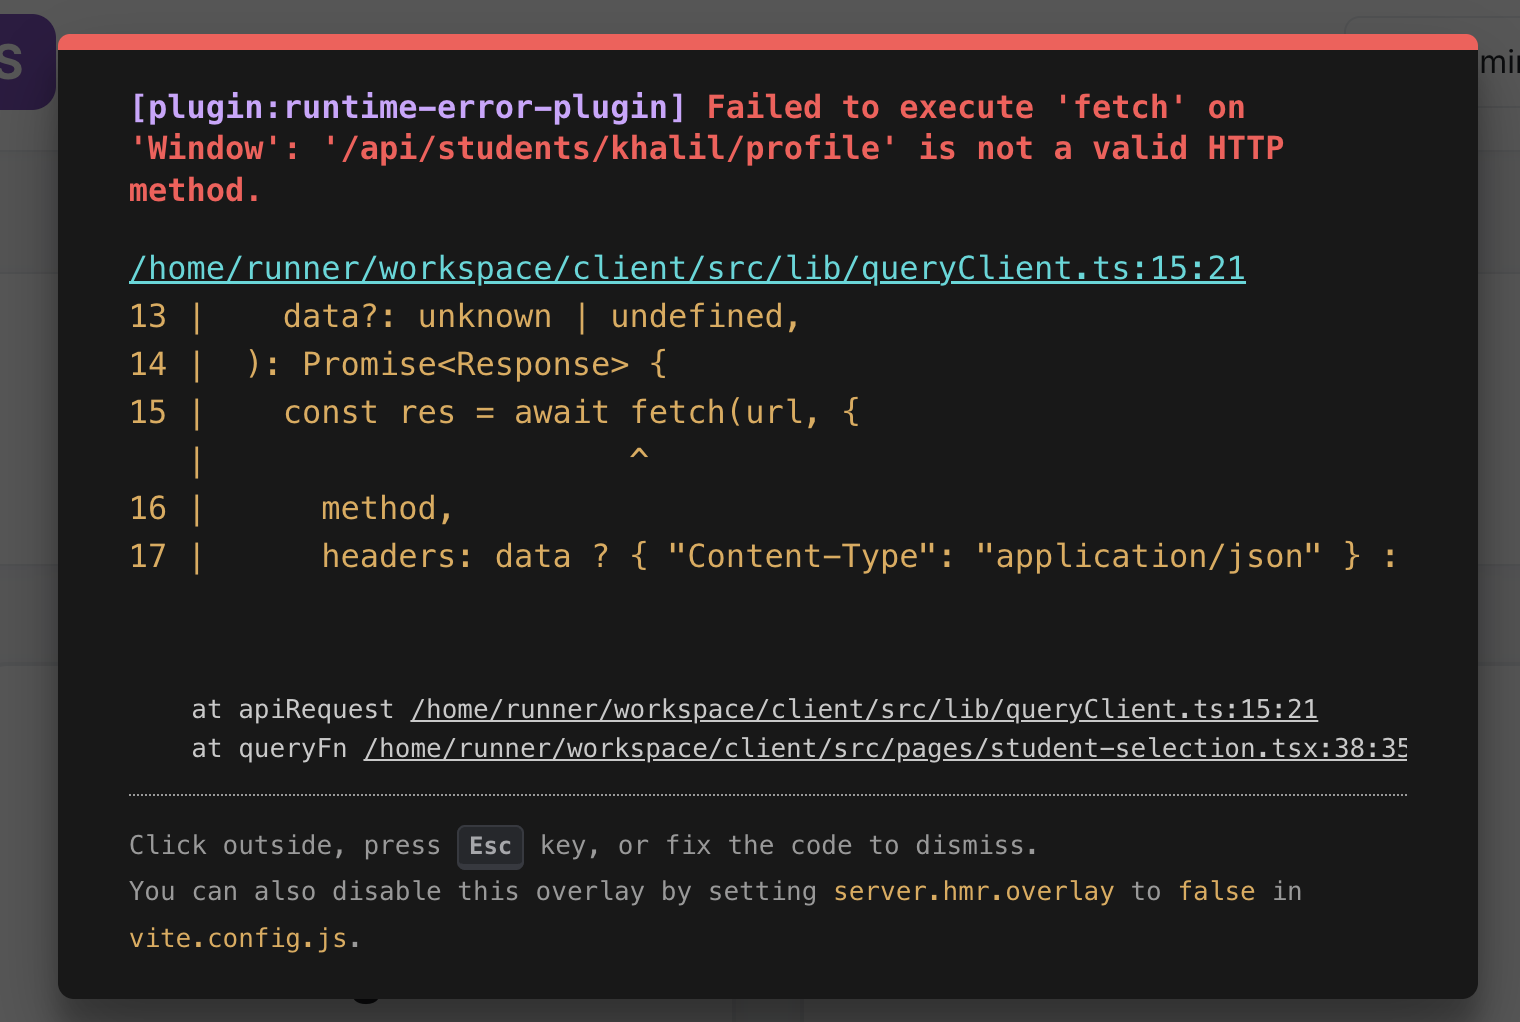 S
[plugin:runtime-error-plugin] Failed to execute 'fetch' on
'Window': '/api/students/khalil/profile' is not a valid HTTP
method.
/home/runner/workspace/client/src/lib/queryClient.ts:15:21
13 |    data?: unknown | undefined,
14 |  ): Promise<Response> {
15 |    const res = await fetch(url, {
   |                      ^
16 |      method,
17 |      headers: data ? { "Content-Type": "application/json" } :
at apiRequest /home/runner/workspace/client/src/lib/queryClient.ts:15:21
at queryFn /home/runner/workspace/client/src/pages/student-selection.tsx:38:35
Click outside, press Esc key, or fix the code to dismiss.
You can also disable this overlay by setting server.hmr.overlay to false in
vite.config.js.